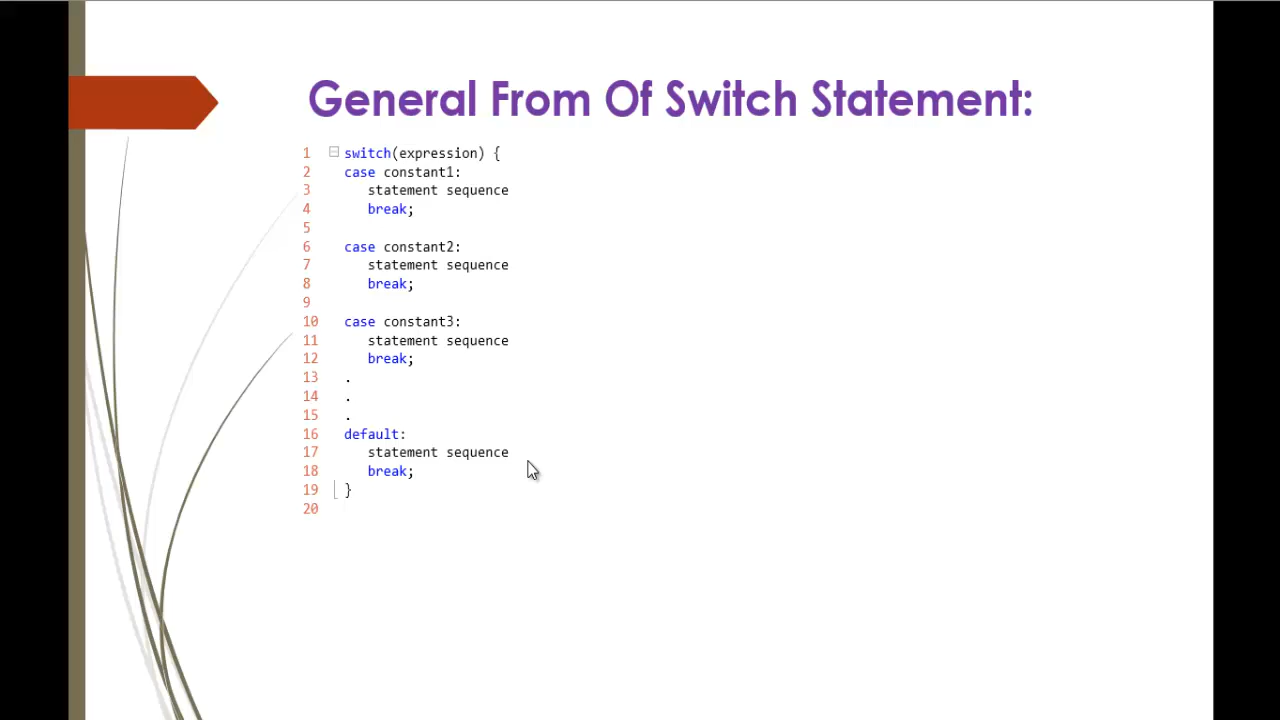 General From Of Switch Statement:
1 switch(expression) {
2 case constant1:
3 statement sequence
4 break;
5
6 case constant2:
7 statement sequence
8 break;
9
10 case constant3:
11 statement sequence
12 break;
13 .
14 .
15 .
16 default:
17 statement sequence
18 break;
19 }
20